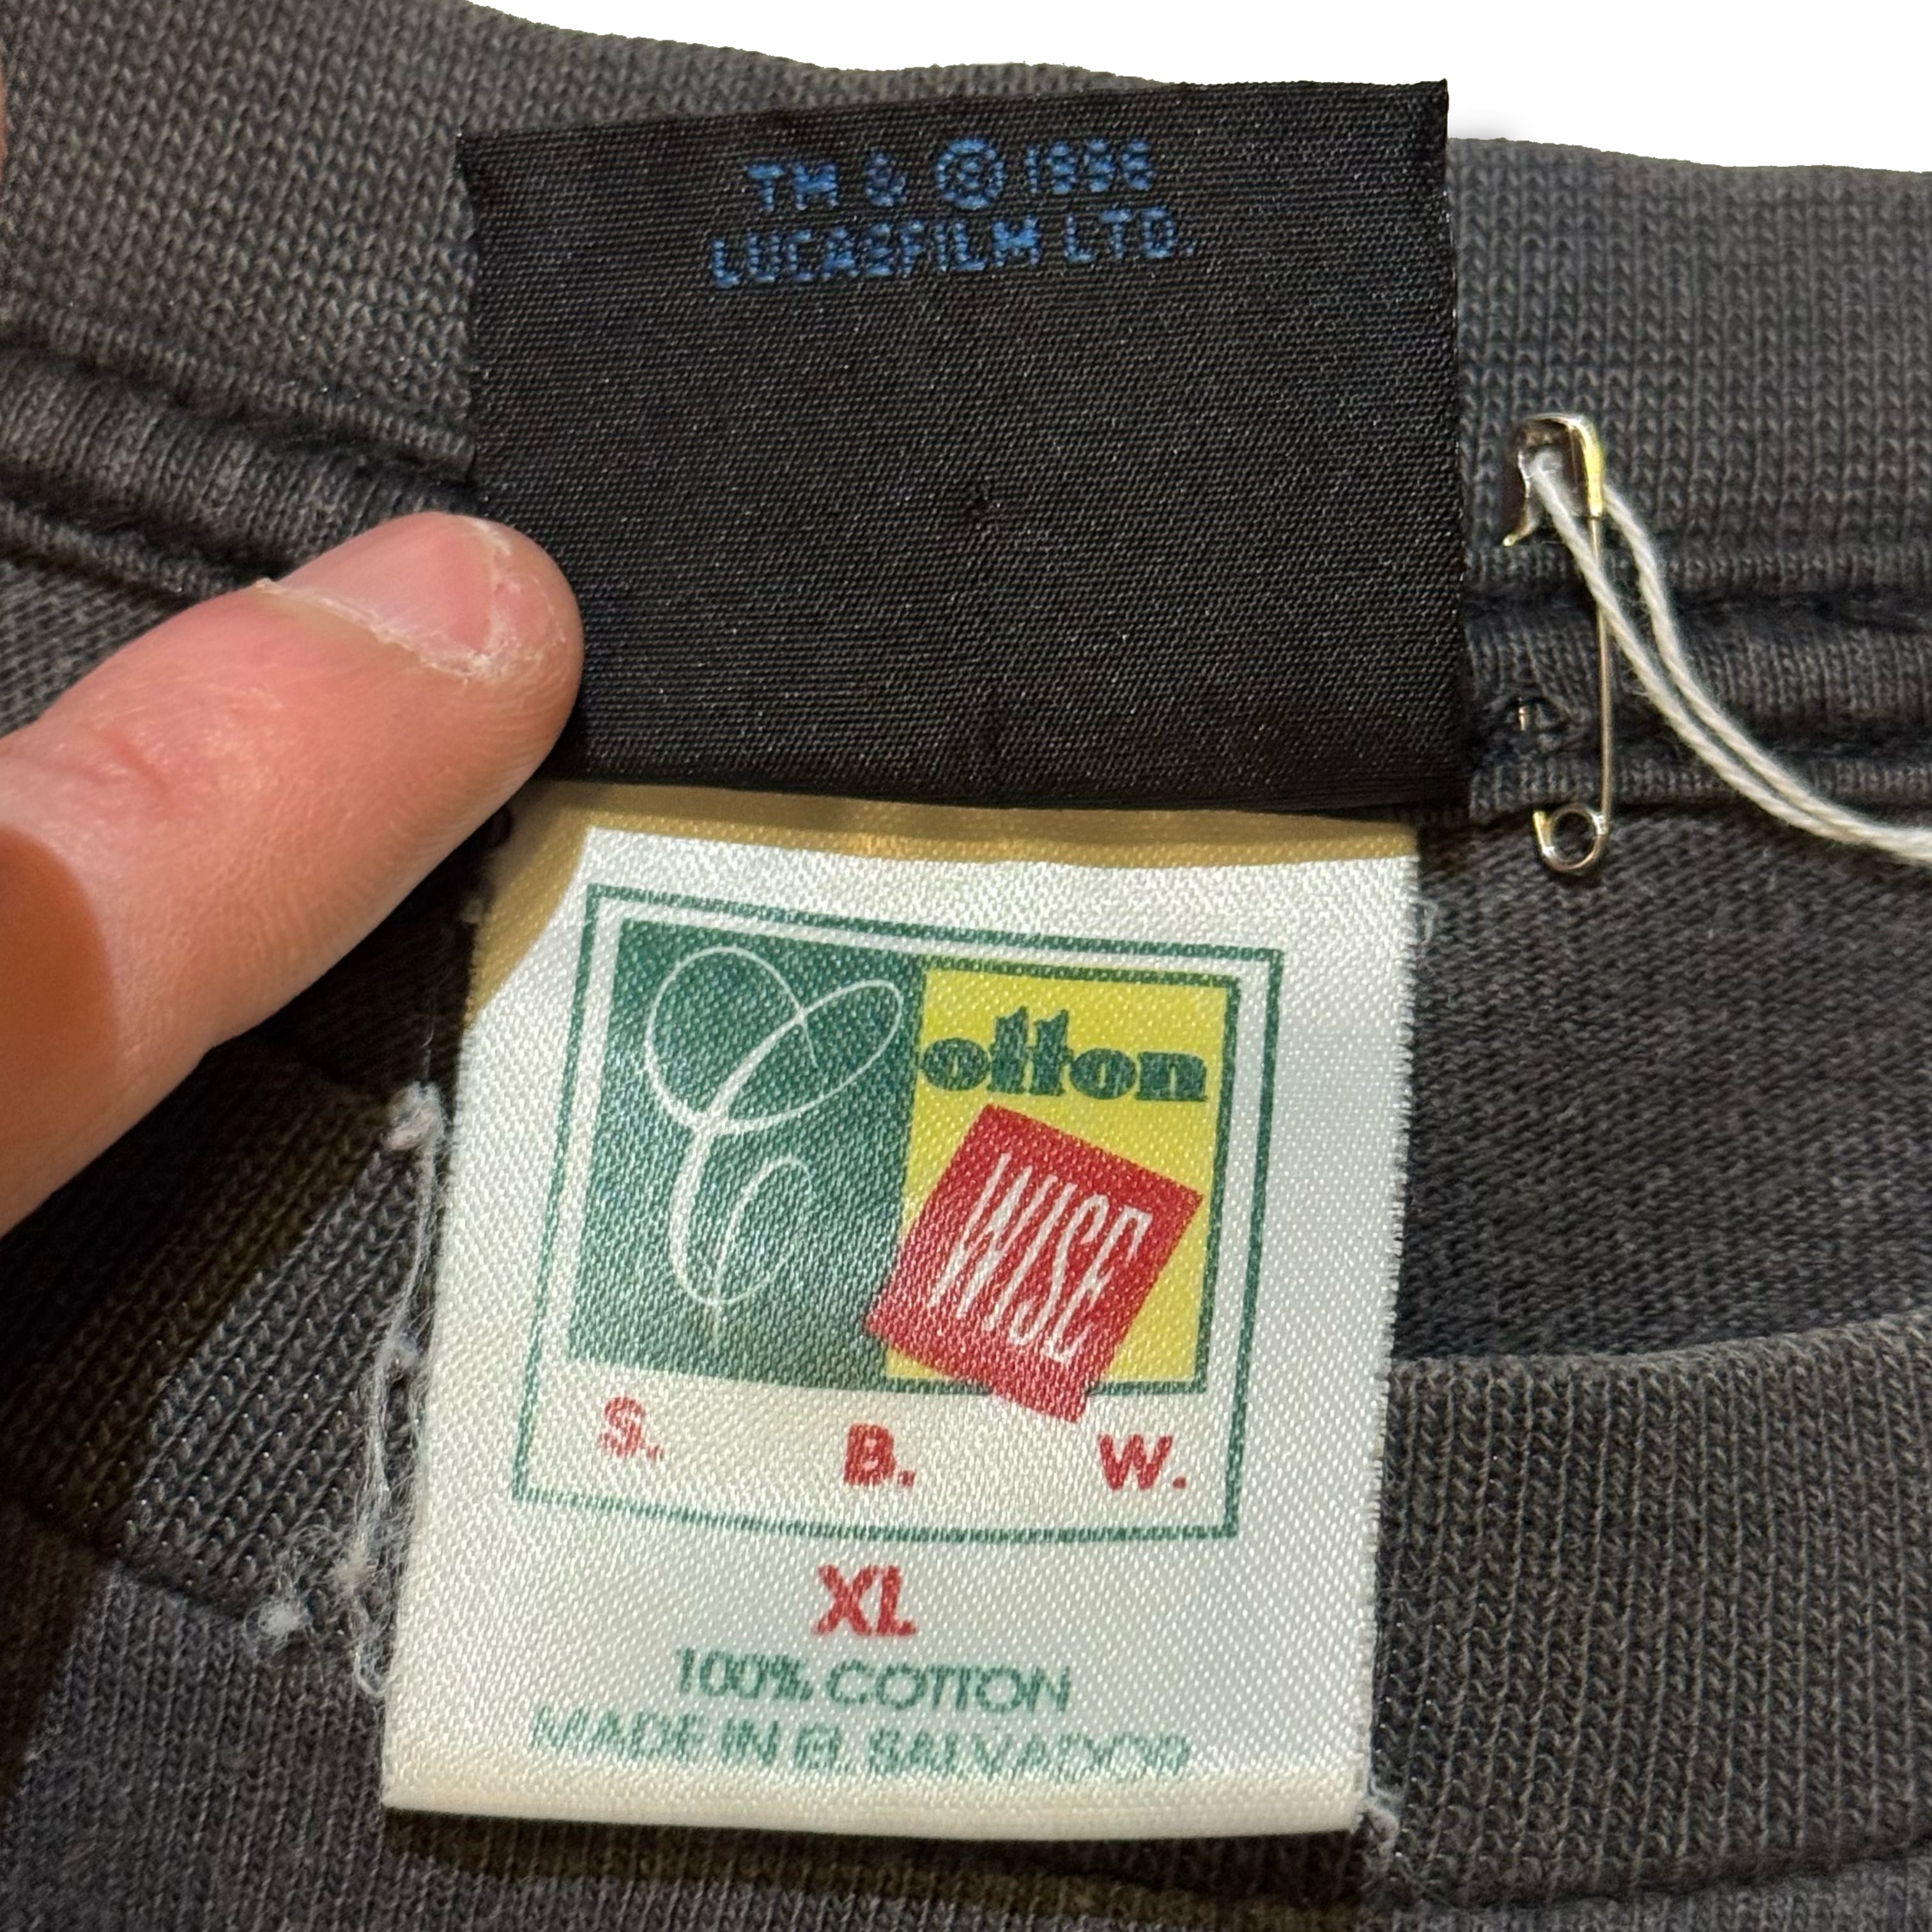 TM & © 1996
LUCASFILM LTD.
Cotton
WISE
S. B. W.
XL
100% COTTON
MADE IN EL SALVADOR